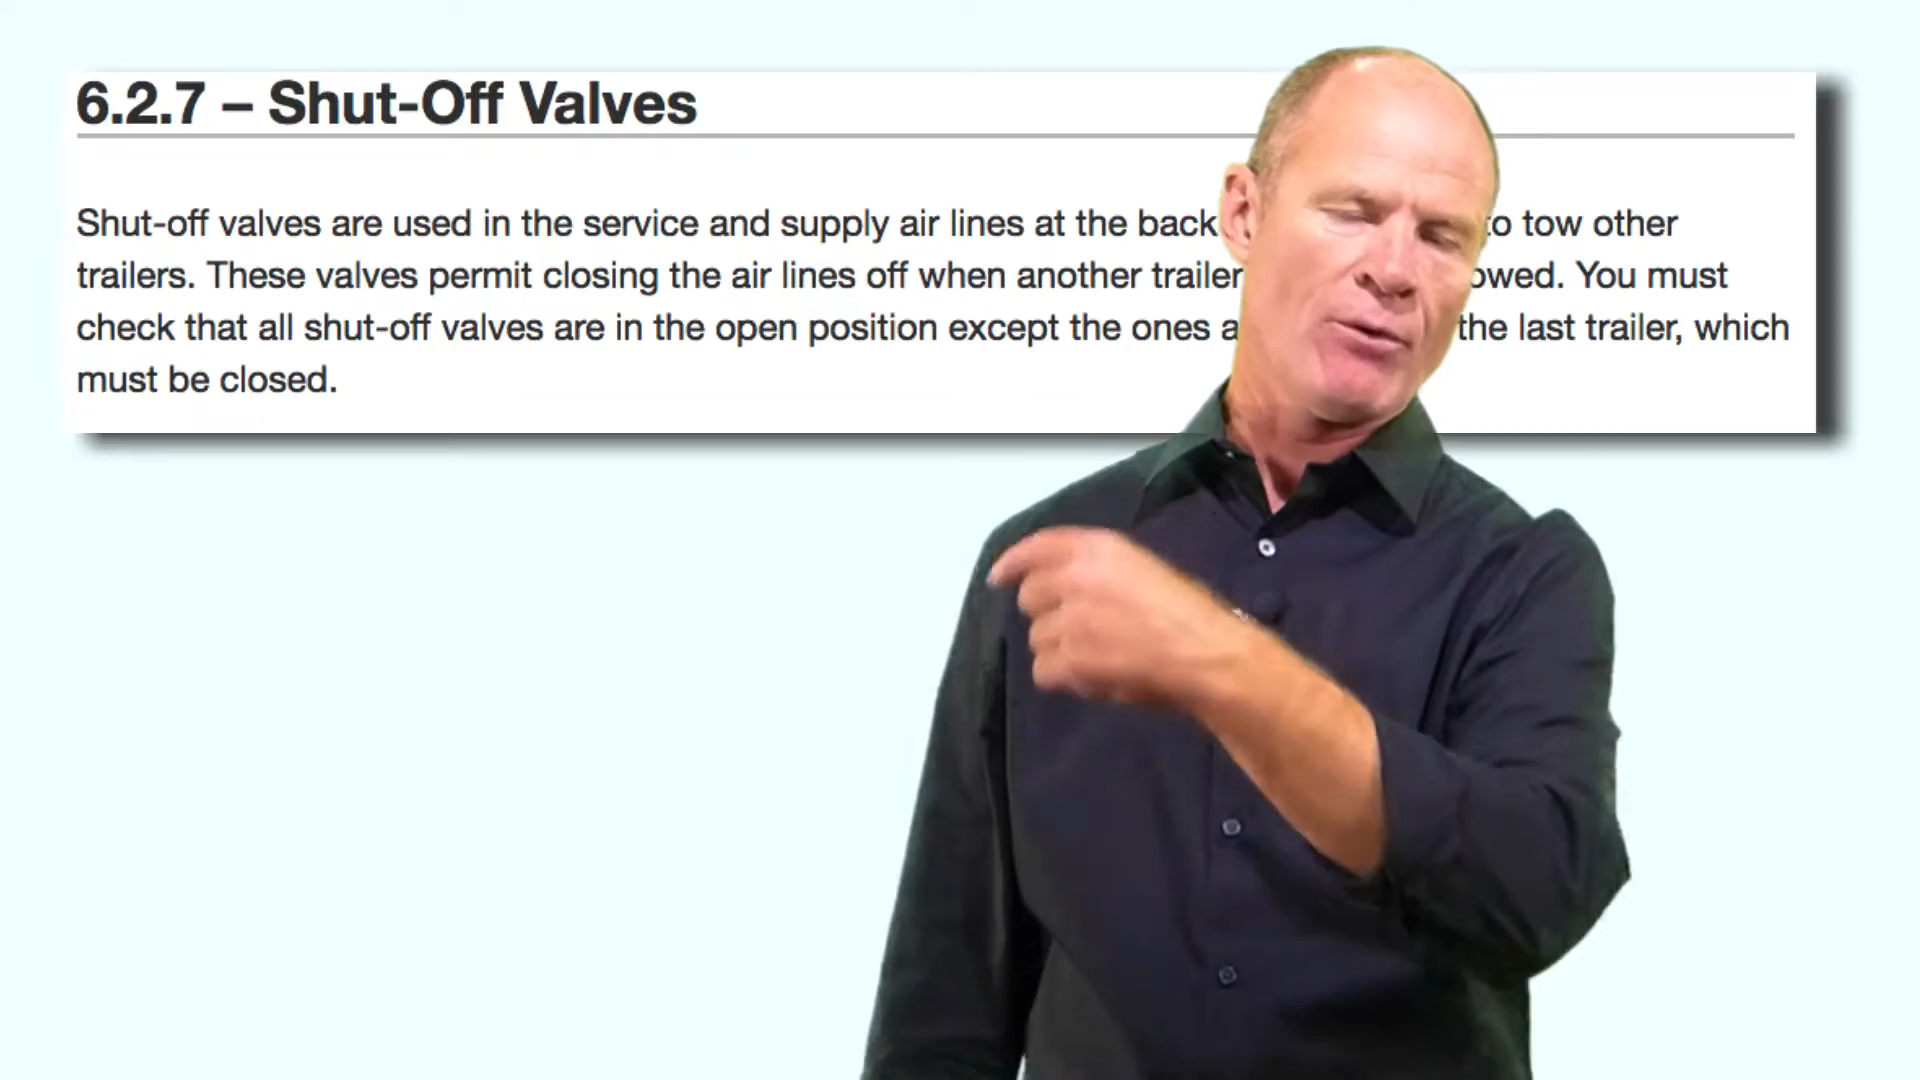 6.2.7 – Shut-Off Valves
Shut-off valves are used in the service and supply air lines at the back to tow other
trailers. These valves permit closing the air lines off when another trailer You must
check that all shut-off valves are in the open position except the ones the last trailer, which
must be closed.